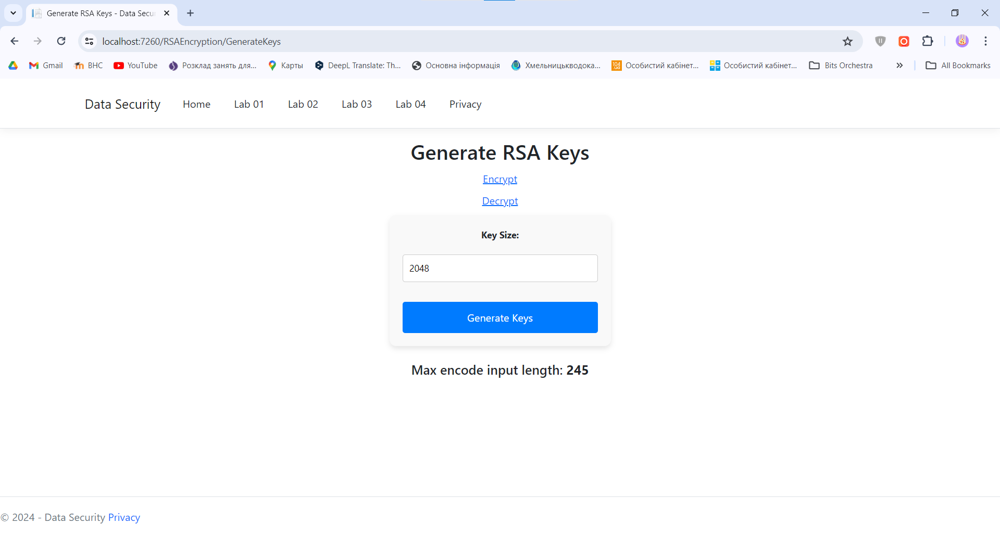 Generate RSA Keys - Data Secur
localhost:7260/RSAEncryption/GenerateKeys
Gmail ВНС YouTube Розклад занять для... Карты DeepL Translate: Th... Основна інформація Хмельницькводока... Особистий кабінет... Особистий кабінет... Bits Orchestra » All Bookmarks
Data Security Home Lab 01 Lab 02 Lab 03 Lab 04 Privacy
Generate RSA Keys
Encrypt
Decrypt
Key Size:
2048
Generate Keys
Max encode input length: 245
© 2024 - Data Security Privacy